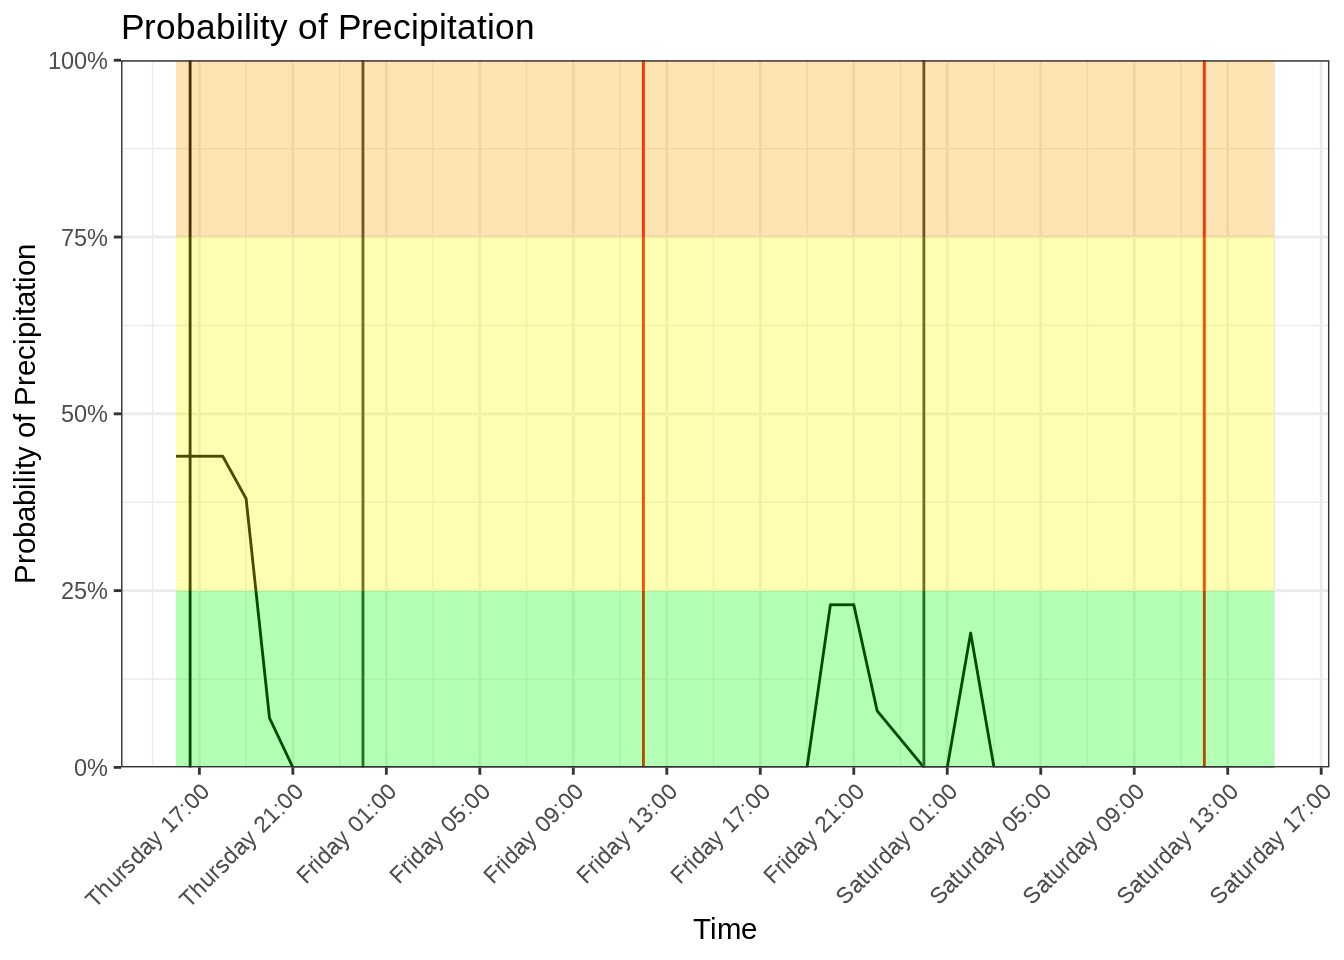 Probability of Precipitation
Probability of Precipitation
100%
75%
50%
25%
0%
Thursday 17:00
Thursday 21:00
Friday 01:00
Friday 05:00
Friday 09:00
Friday 13:00
Friday 17:00
Friday 21:00
Saturday 01:00
Saturday 05:00
Saturday 09:00
Saturday 13:00
Saturday 17:00
Time